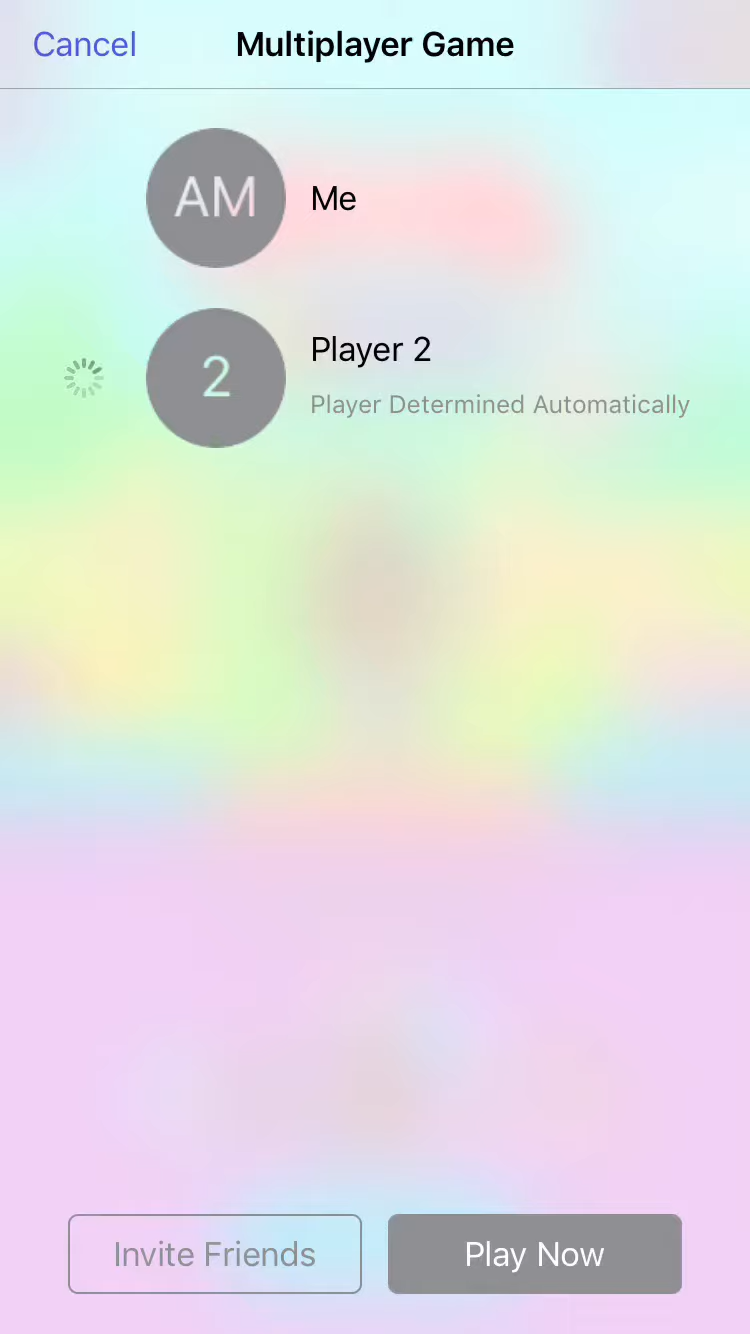 Cancel
Multiplayer Game
AM
Me
2
Player 2
Player Determined Automatically
Invite Friends
Play Now